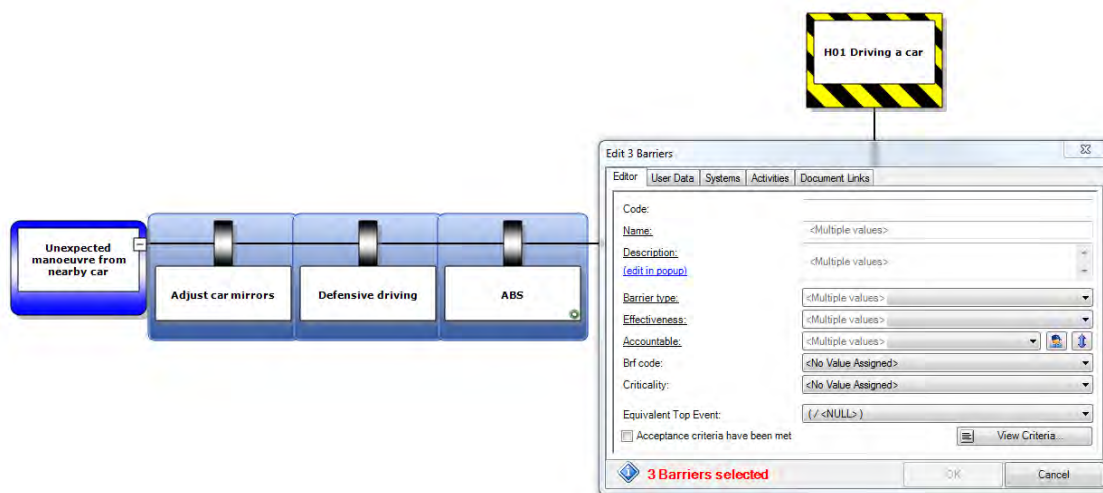 H01 Driving a car
Unexpected
manoeuvre from
nearby car
Adjust car mirrors
Defensive driving
ABS
Edit 3 Barriers
Editor User Data Systems Activities Document Links
Code:
Name: <Multiple values>
Description: <Multiple values>
(edit in popup)
Barrier type: <Multiple values>
Effectiveness: <Multiple values>
Accountable: <Multiple values>
Brf code: <No Value Assigned>
Criticality: <No Value Assigned>
Equivalent Top Event: ( / <NULL> )
Acceptance criteria have been met View Criteria...
3 Barriers selected OK Cancel